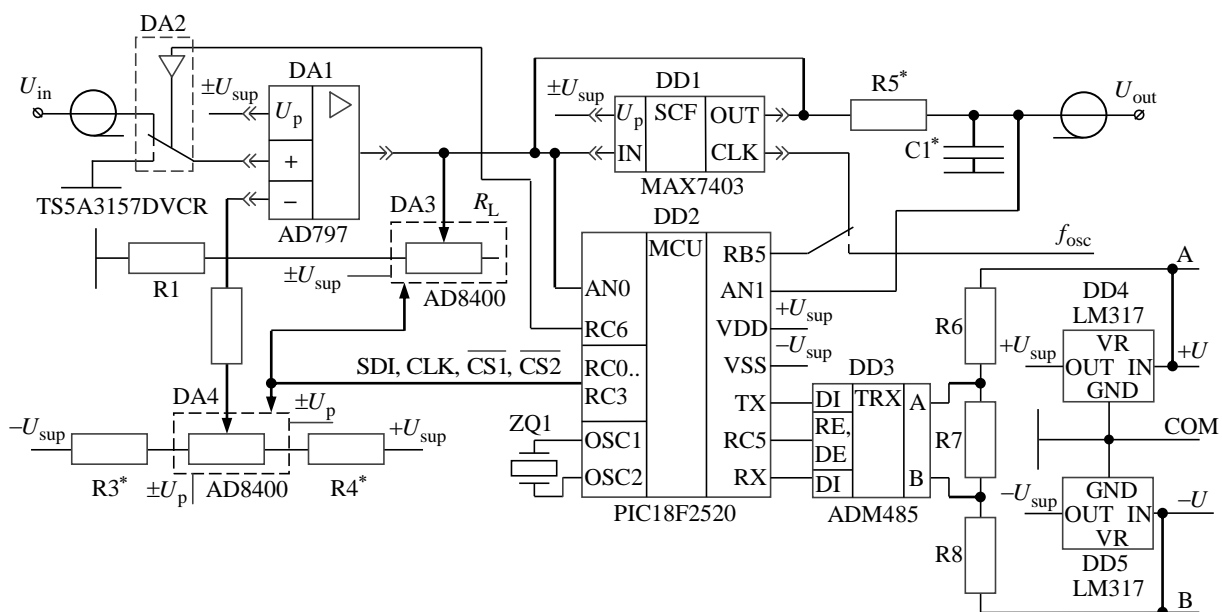 DA2
DA1
DD1
R5*
U_in
±U_sup
U_p
±U_sup
U_p
SCF
OUT
U_out
+
IN
CLK
C1*
−
MAX7403
TS5A3157DVCR
AD797
DA3
R_L
DD2
MCU
RB5
f_osc
R1
±U_sup
AD8400
AN0
AN1
A
+U_sup
DD4
LM317
RC6
VDD
R6
−U_sup
VR
SDI, CLK, C̅S̅1̅, C̅S̅2̅
RC0..
RC3
VSS
DD3
+U_sup
OUT IN
+U
GND
DA4
±U_p
TX
DI
TRX
A
−U_sup
+U_sup
ZQ1
OSC1
RC5
RE,
DE
R7
COM
R3*
±U_p
AD8400
R4*
OSC2
RX
DI
B
−U_sup
GND
OUT IN
−U
PIC18F2520
ADM485
VR
R8
DD5
LM317
B